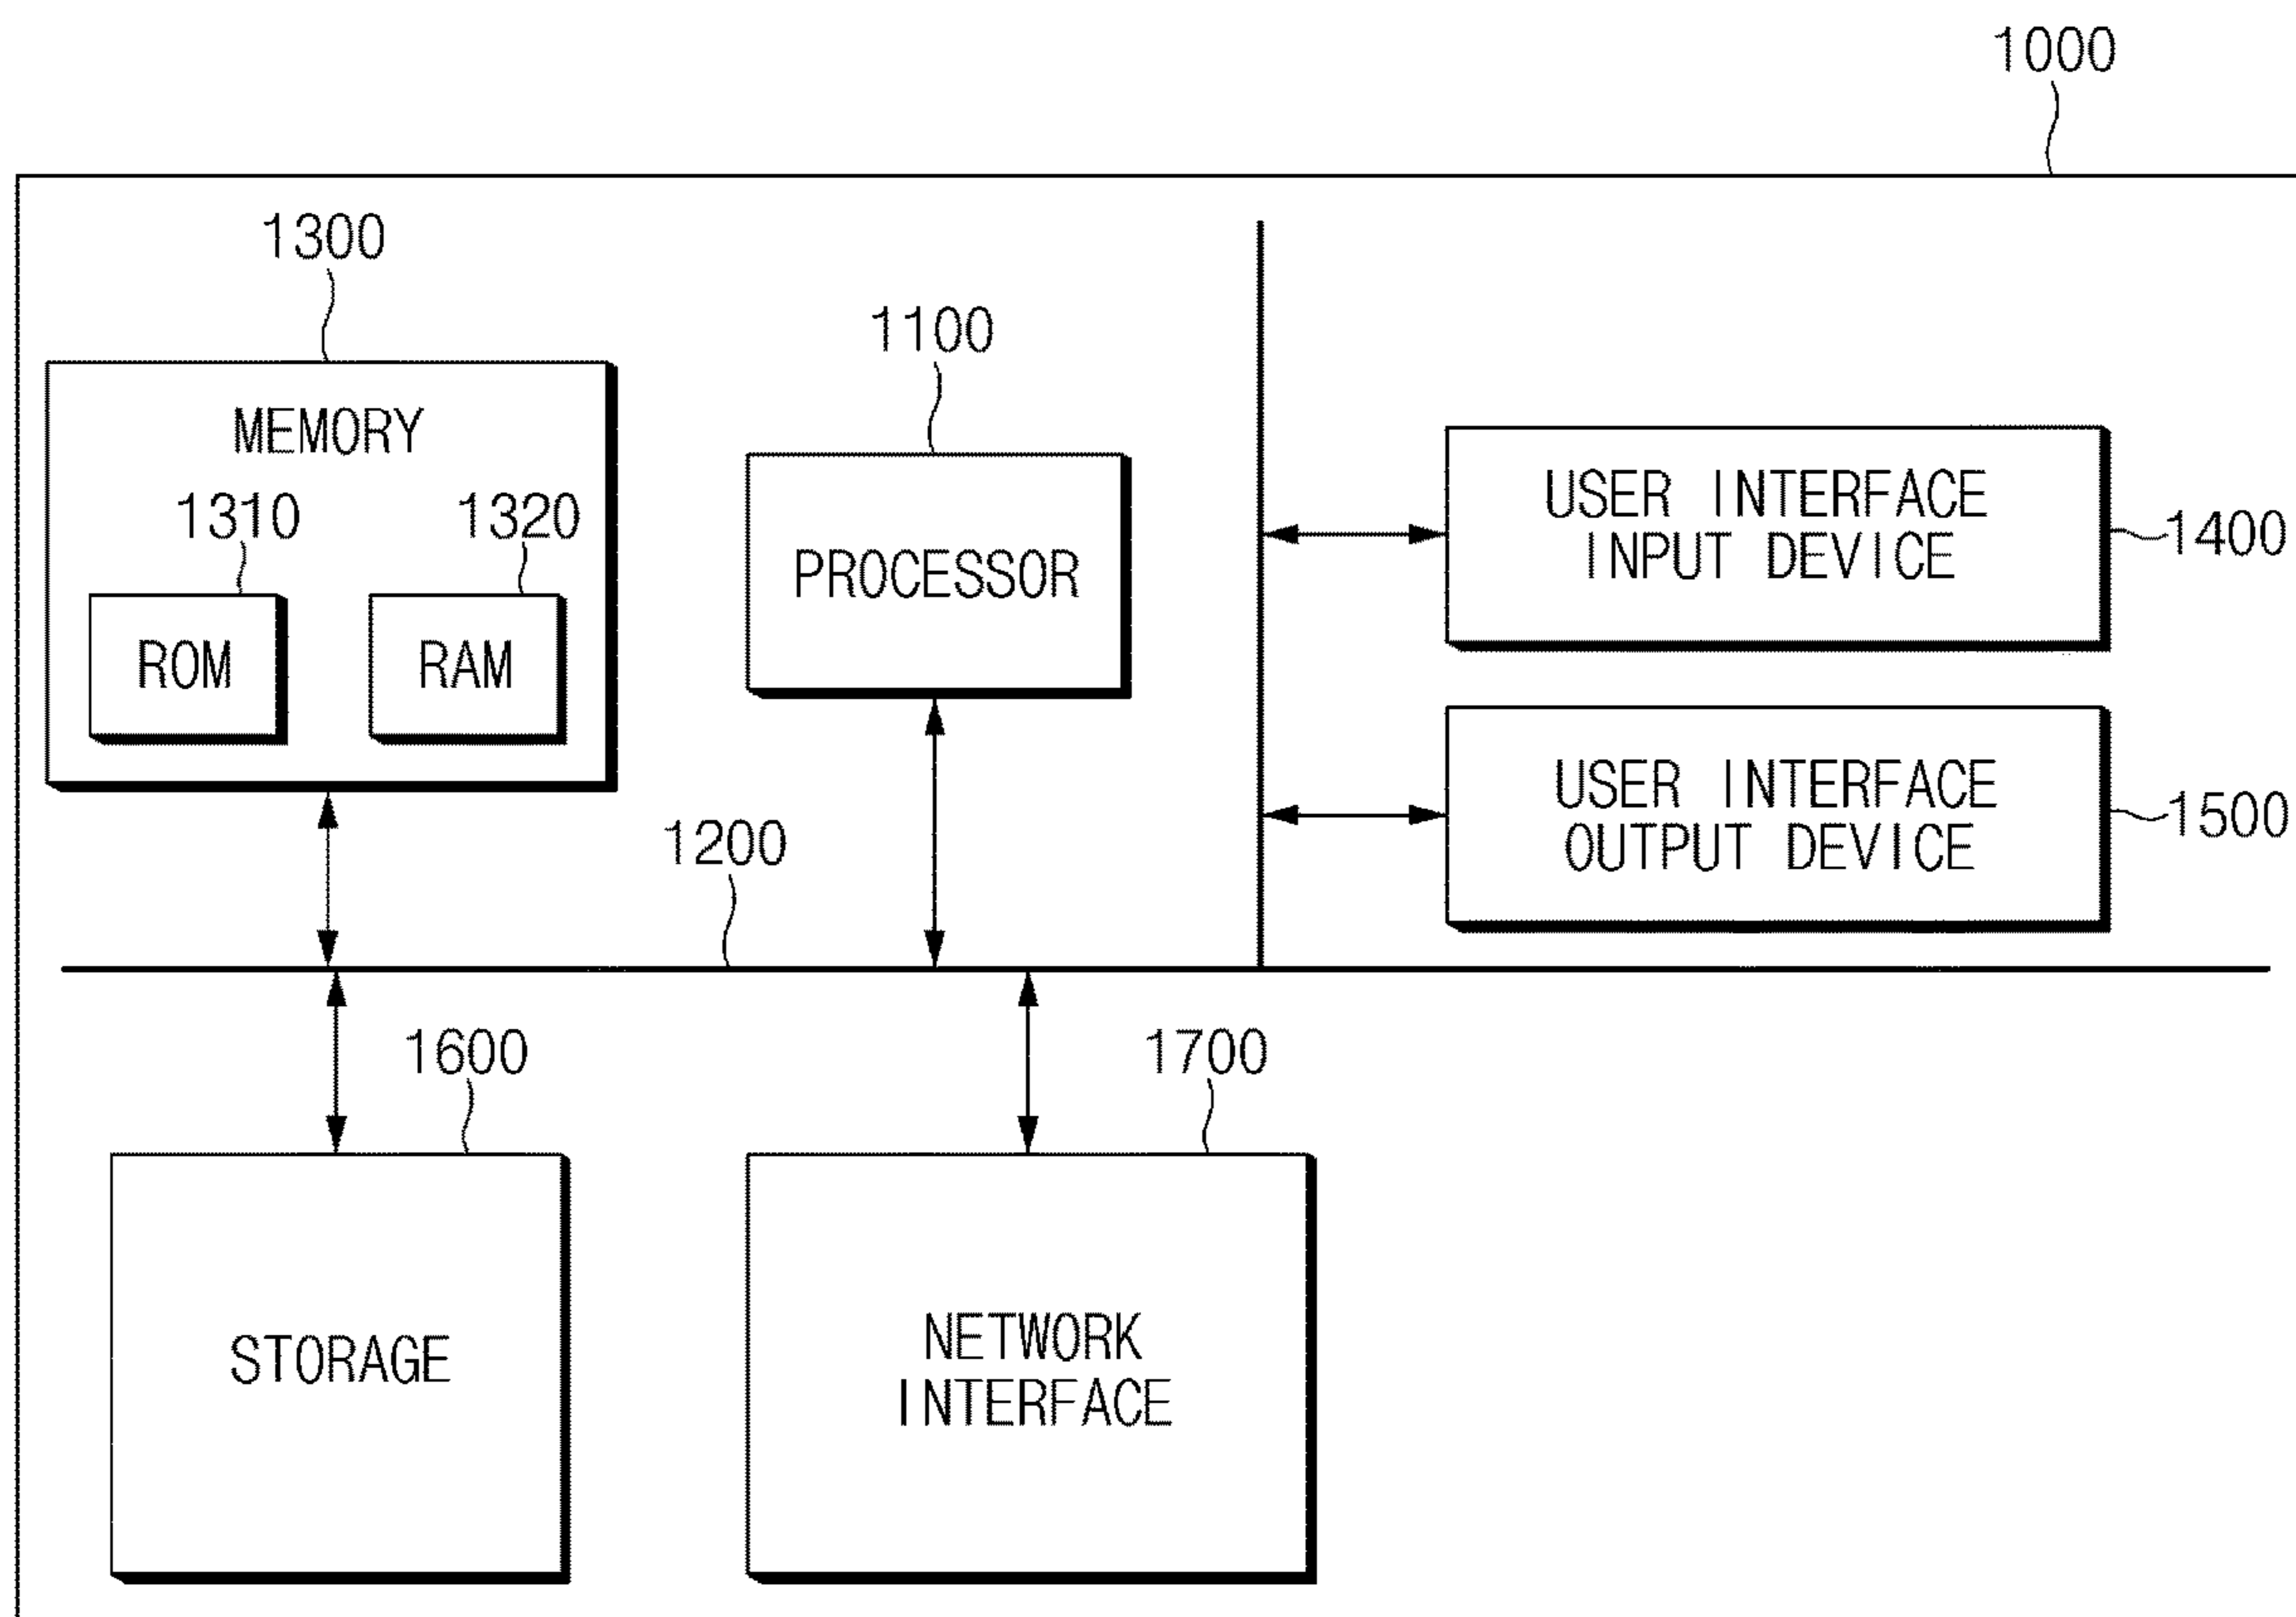 1000
1300
1100
MEMORY
1310
1320
ROM
RAM
PROCESSOR
USER INTERFACE
INPUT DEVICE
1400
USER INTERFACE
OUTPUT DEVICE
1500
1200
1600
1700
STORAGE
NETWORK
INTERFACE